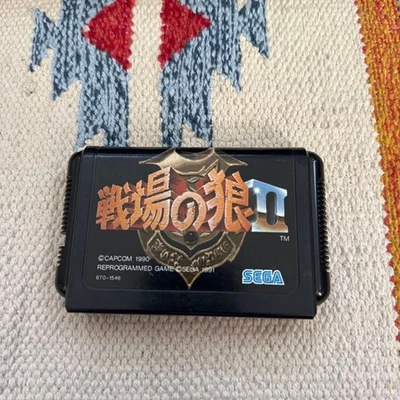 戦場の狼II
TM
©CAPCOM 1990
REPROGRAMMED GAME ©SEGA 1991
670-1546
SEGA